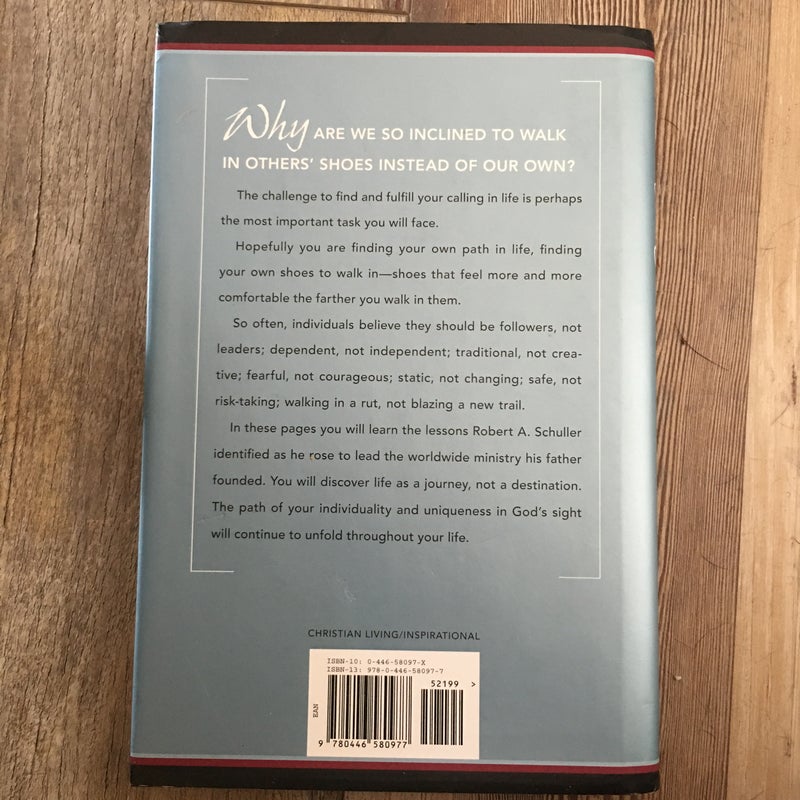 Why ARE WE SO INCLINED TO WALK
IN OTHERS' SHOES INSTEAD OF OUR OWN?
The challenge to find and fulfill your calling in life is perhaps
the most important task you will face.
Hopefully you are finding your own path in life, finding
your own shoes to walk in—shoes that feel more and more
comfortable the farther you walk in them.
So often, individuals believe they should be followers, not
leaders; dependent, not independent; traditional, not crea-
tive; fearful, not courageous; static, not changing; safe, not
risk-taking; walking in a rut, not blazing a new trail.
In these pages you will learn the lessons Robert A. Schuller
identified as he rose to lead the worldwide ministry his father
founded. You will discover life as a journey, not a destination.
The path of your individuality and uniqueness in God's sight
will continue to unfold throughout your life.
CHRISTIAN LIVING/INSPIRATIONAL
ISBN-10: 0-446-58097-X
ISBN-13: 978-0-446-58097-7
52199 >
EAN
9 780446 580977